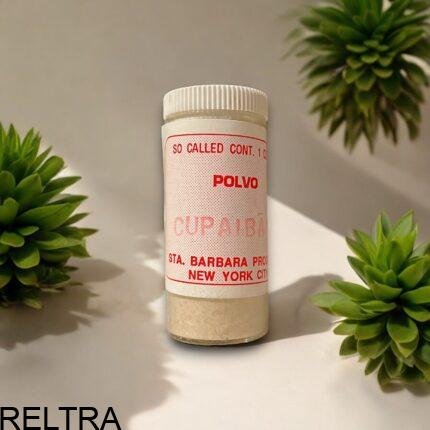 SO CALLED CONT. 1
POLVO
CUPAIBA
STA. BARBARA
NEW YORK CITY
RELTRA